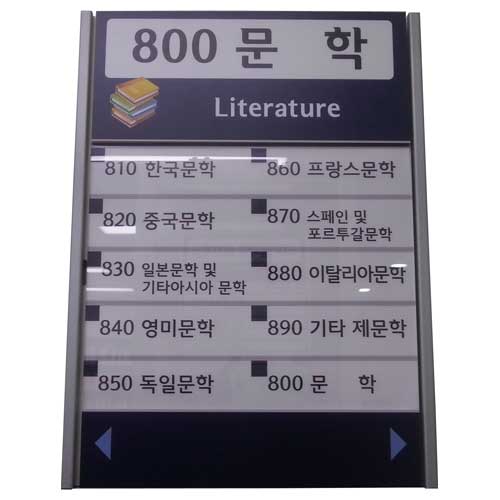 800 문 학
Literature
810 한국문학
820 중국문학
830 일본문학 및
기타아시아 문학
840 영미문학
850 독일문학
860 프랑스문학
870 스페인 및
포르투갈문학
880 이탈리아문학
890 기타 제문학
800 문 학